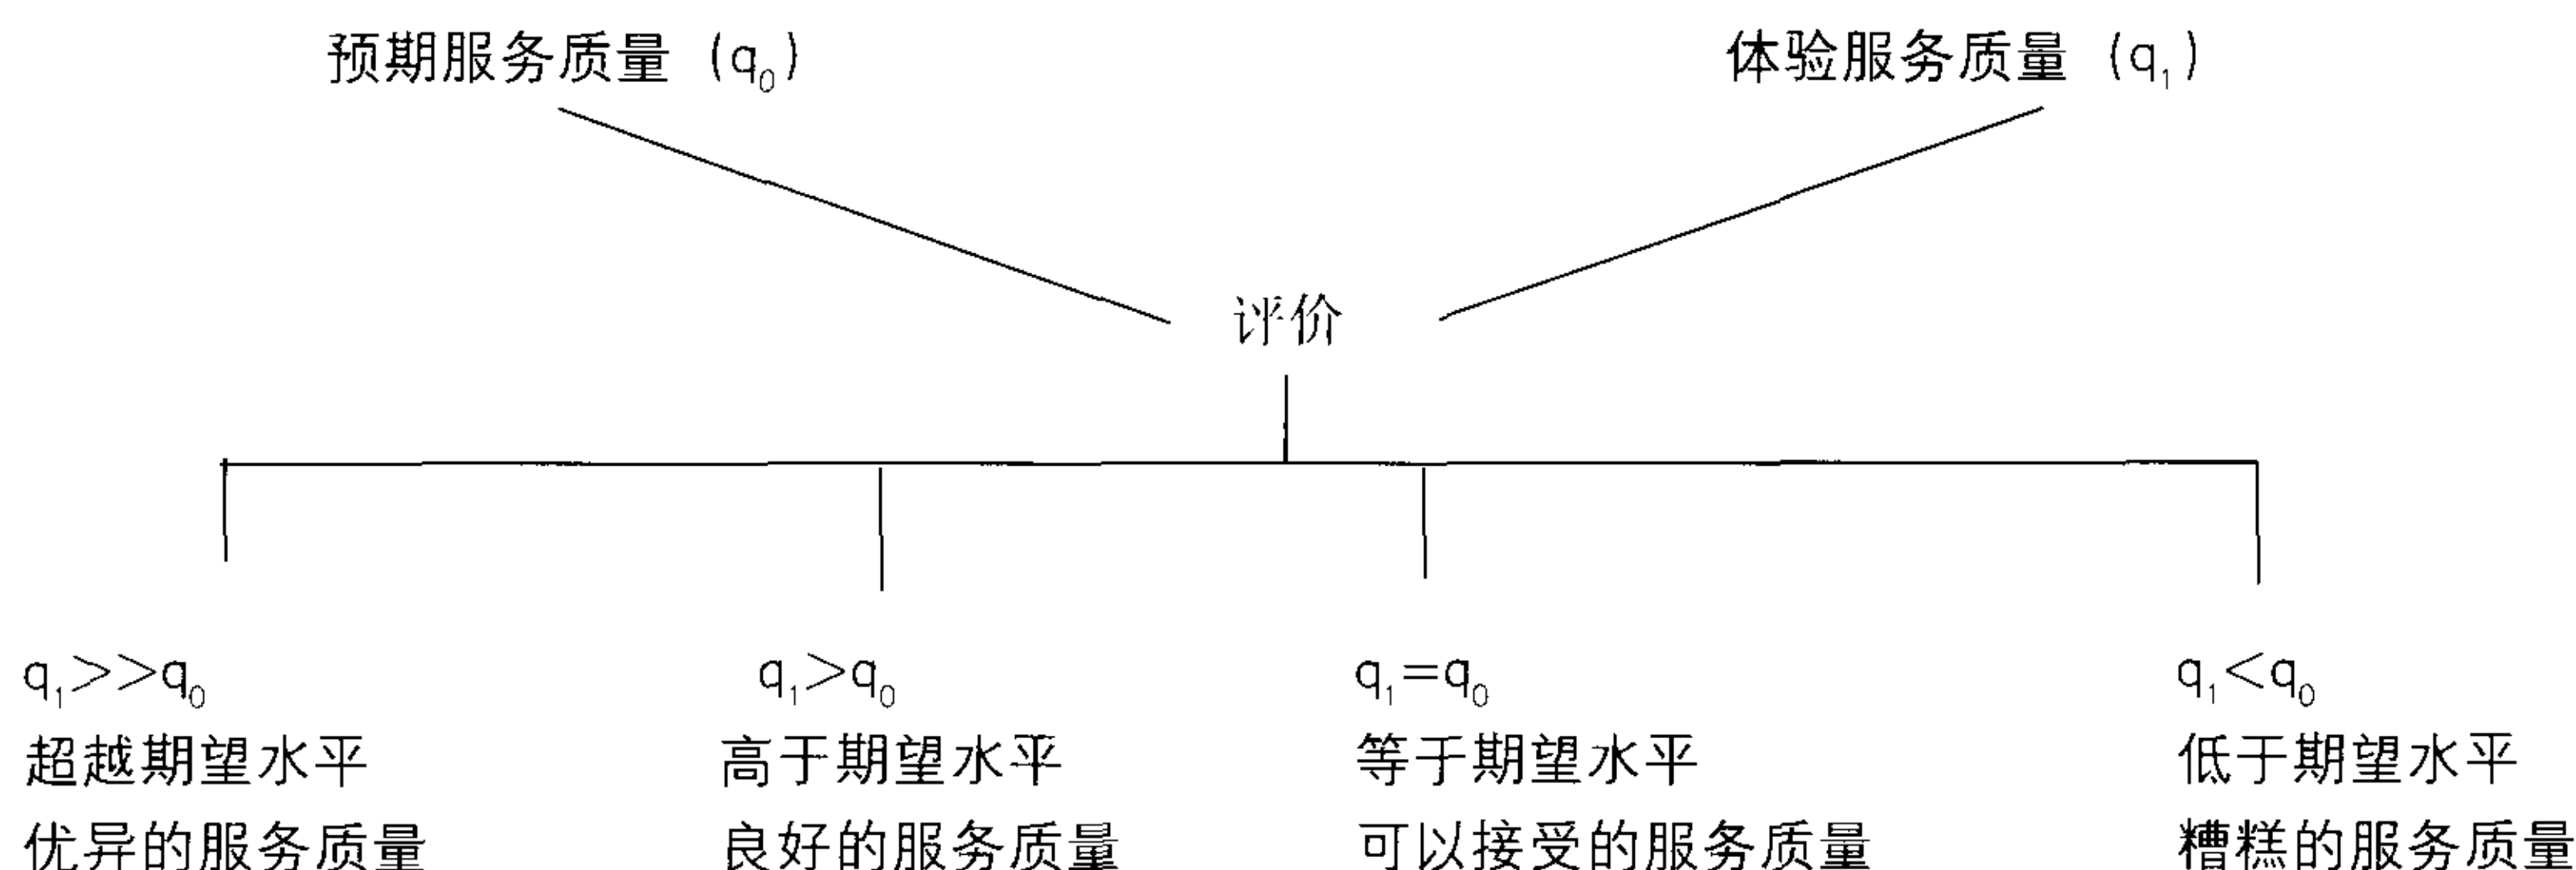 预期服务质量 (q₀) 体验服务质量 (q₁)
评价
q₁>>q₀ q₁>q₀ q₁=q₀ q₁<q₀
超越期望水平 高于期望水平 等于期望水平 低于期望水平
优异的服务质量 良好的服务质量 可以接受的服务质量 糟糕的服务质量